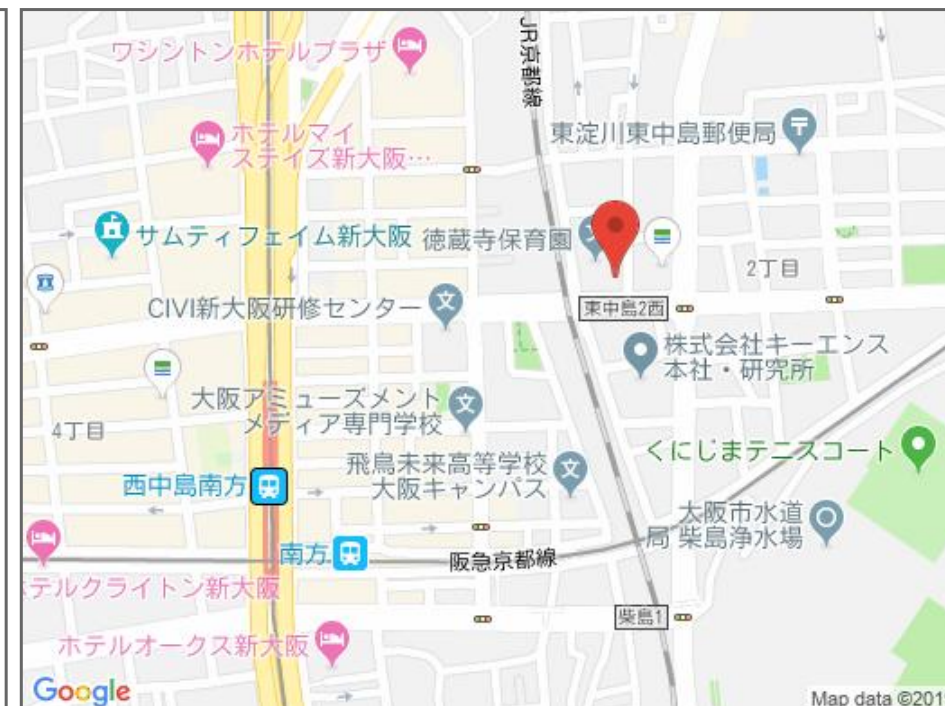 ワシントンホテルプラザ
JR京都線
ホテルマイ
ステイズ新大阪…
東淀川東中島郵便局
サムティフェイム新大阪
徳蔵寺保育園
2丁目
CIVI新大阪研修センター
東中島2西
株式会社キーエンス
本社・研究所
大阪アミューズメント
メディア専門学校
4丁目
くにじまテニスコート
西中島南方
飛鳥未来高等学校
大阪キャンパス
大阪市水道
局 柴島浄水場
南方
阪急京都線
テルクライトン新大阪
柴島1
ホテルオークス新大阪
Google
Map data ©201